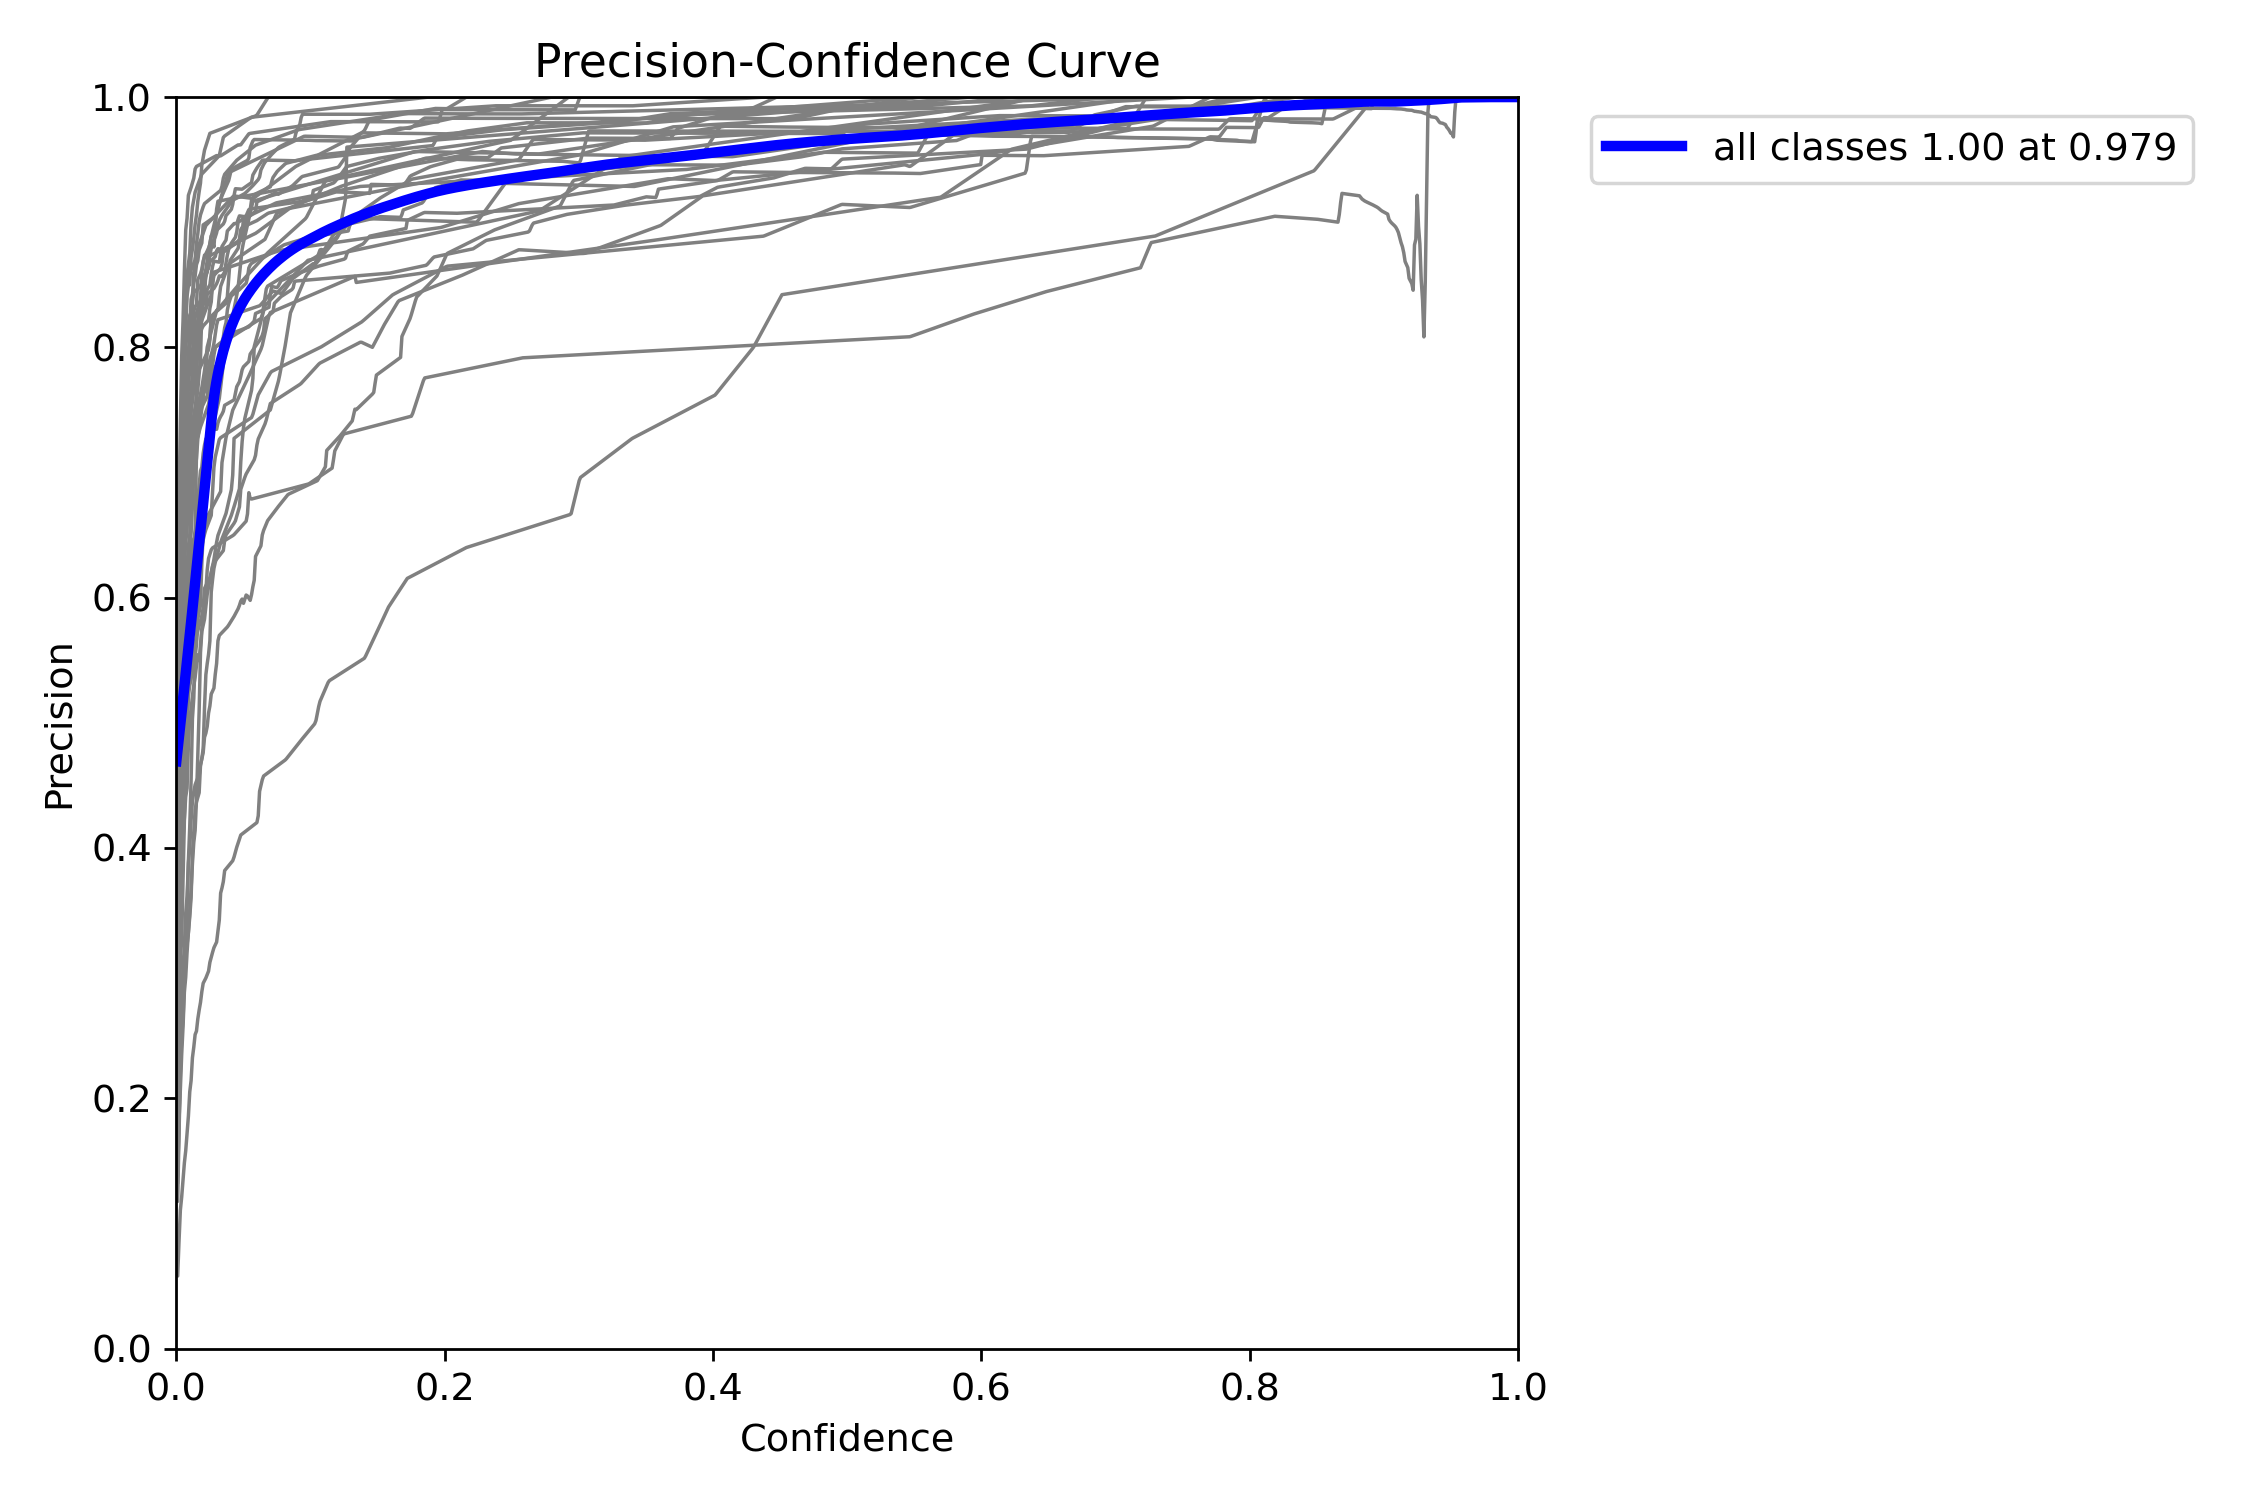 Precision-Confidence Curve
1.0
0.8
0.6
0.4
0.2
0.0
Precision
0.0 0.2 0.4 0.6 0.8 1.0
Confidence
all classes 1.00 at 0.979